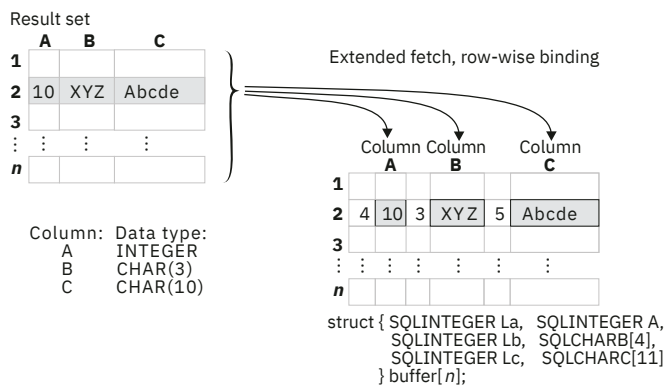 Result set
A B C
1
2 10 XYZ Abcde
3
⋮ ⋮ ⋮ ⋮
n
Extended fetch, row-wise binding
Column Column Column
A B C
1
2 4 10 3 XYZ 5 Abcde
3
⋮ ⋮ ⋮ ⋮ ⋮ ⋮ ⋮
n
Column: Data type:
A INTEGER
B CHAR(3)
C CHAR(10)
struct { SQLINTEGER La, SQLINTEGER A,
SQLINTEGER Lb, SQLCHARB[4],
SQLINTEGER Lc, SQLCHARC[11]
} buffer[n];